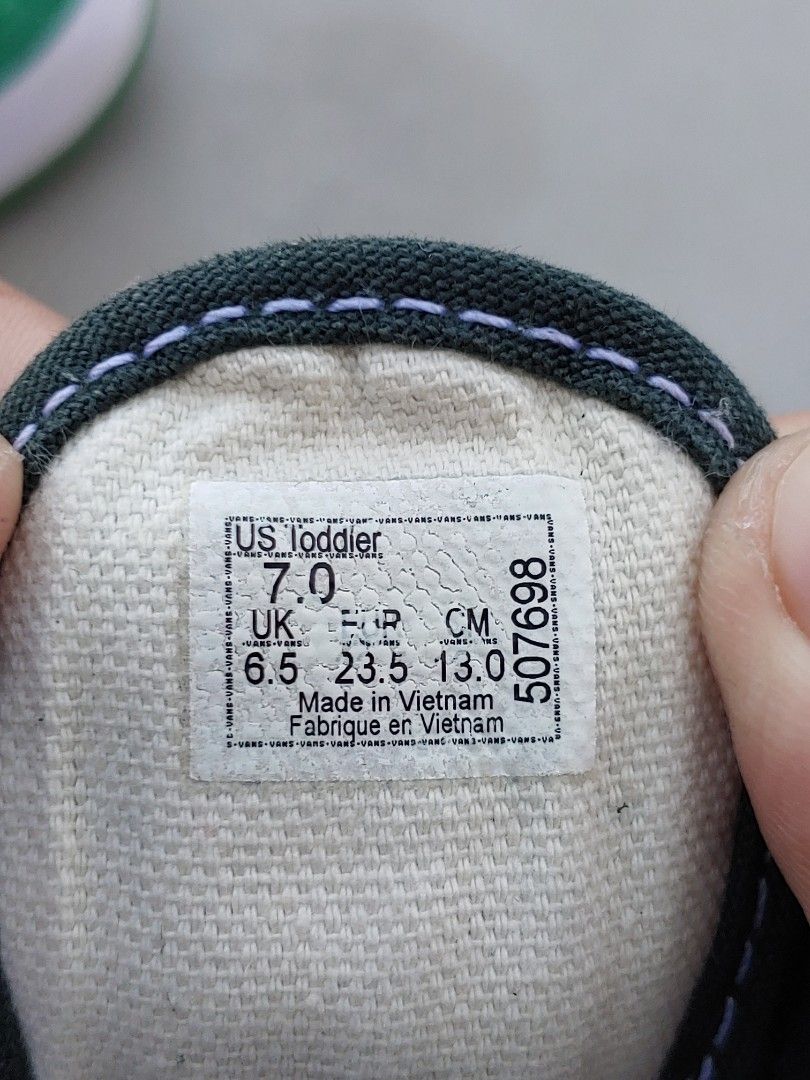 US Toddler
7.0
UK EUR CM
6.5 23.5 13.0
Made in Vietnam
Fabrique en Vietnam
507698